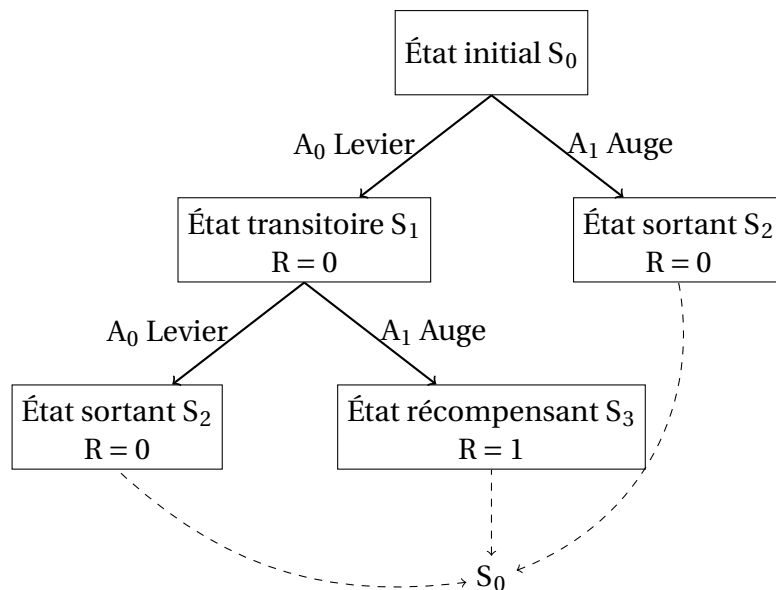 État initial S₀
A₀ Levier
A₁ Auge
État transitoire S₁
R = 0
État sortant S₂
R = 0
A₀ Levier
A₁ Auge
État sortant S₂
R = 0
État récompensant S₃
R = 1
S₀